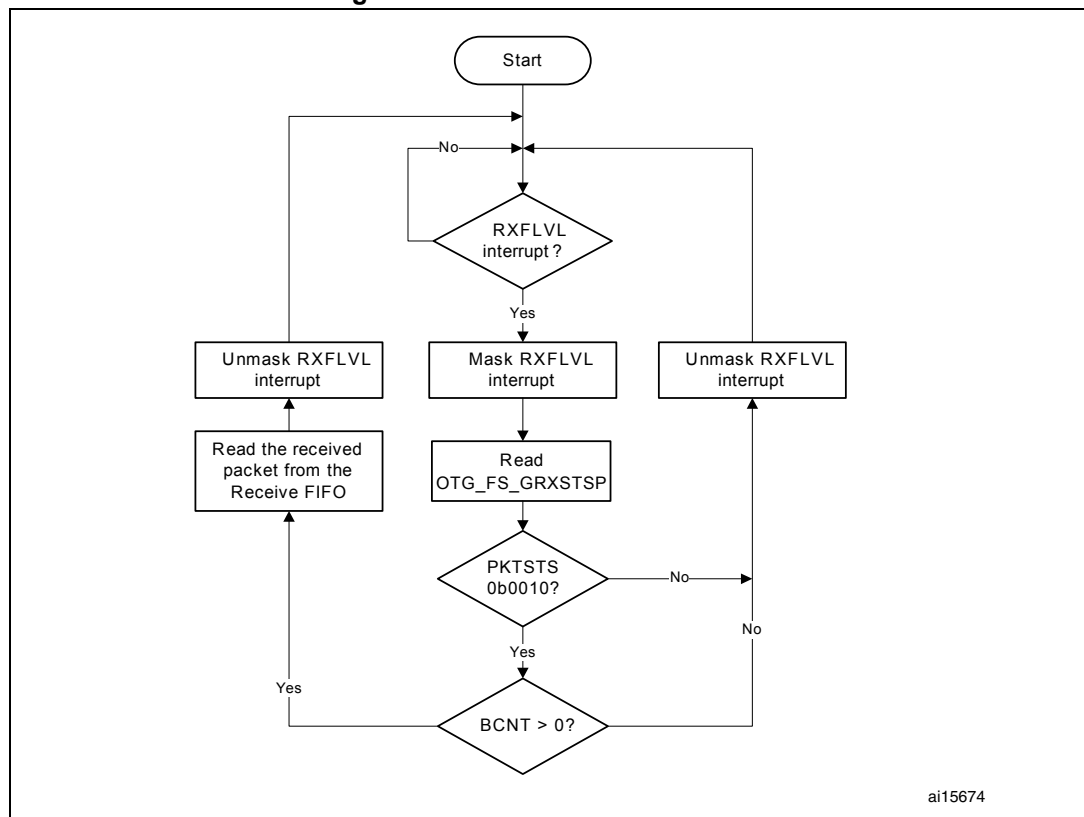 Start
No
RXFLVL
interrupt ?
Yes
Unmask RXFLVL
interrupt
Mask RXFLVL
interrupt
Unmask RXFLVL
interrupt
Read the received
packet from the
Receive FIFO
Read
OTG_FS_GRXSTSP
PKTSTS
0b0010?
No
No
Yes
Yes
BCNT > 0?
ai15674